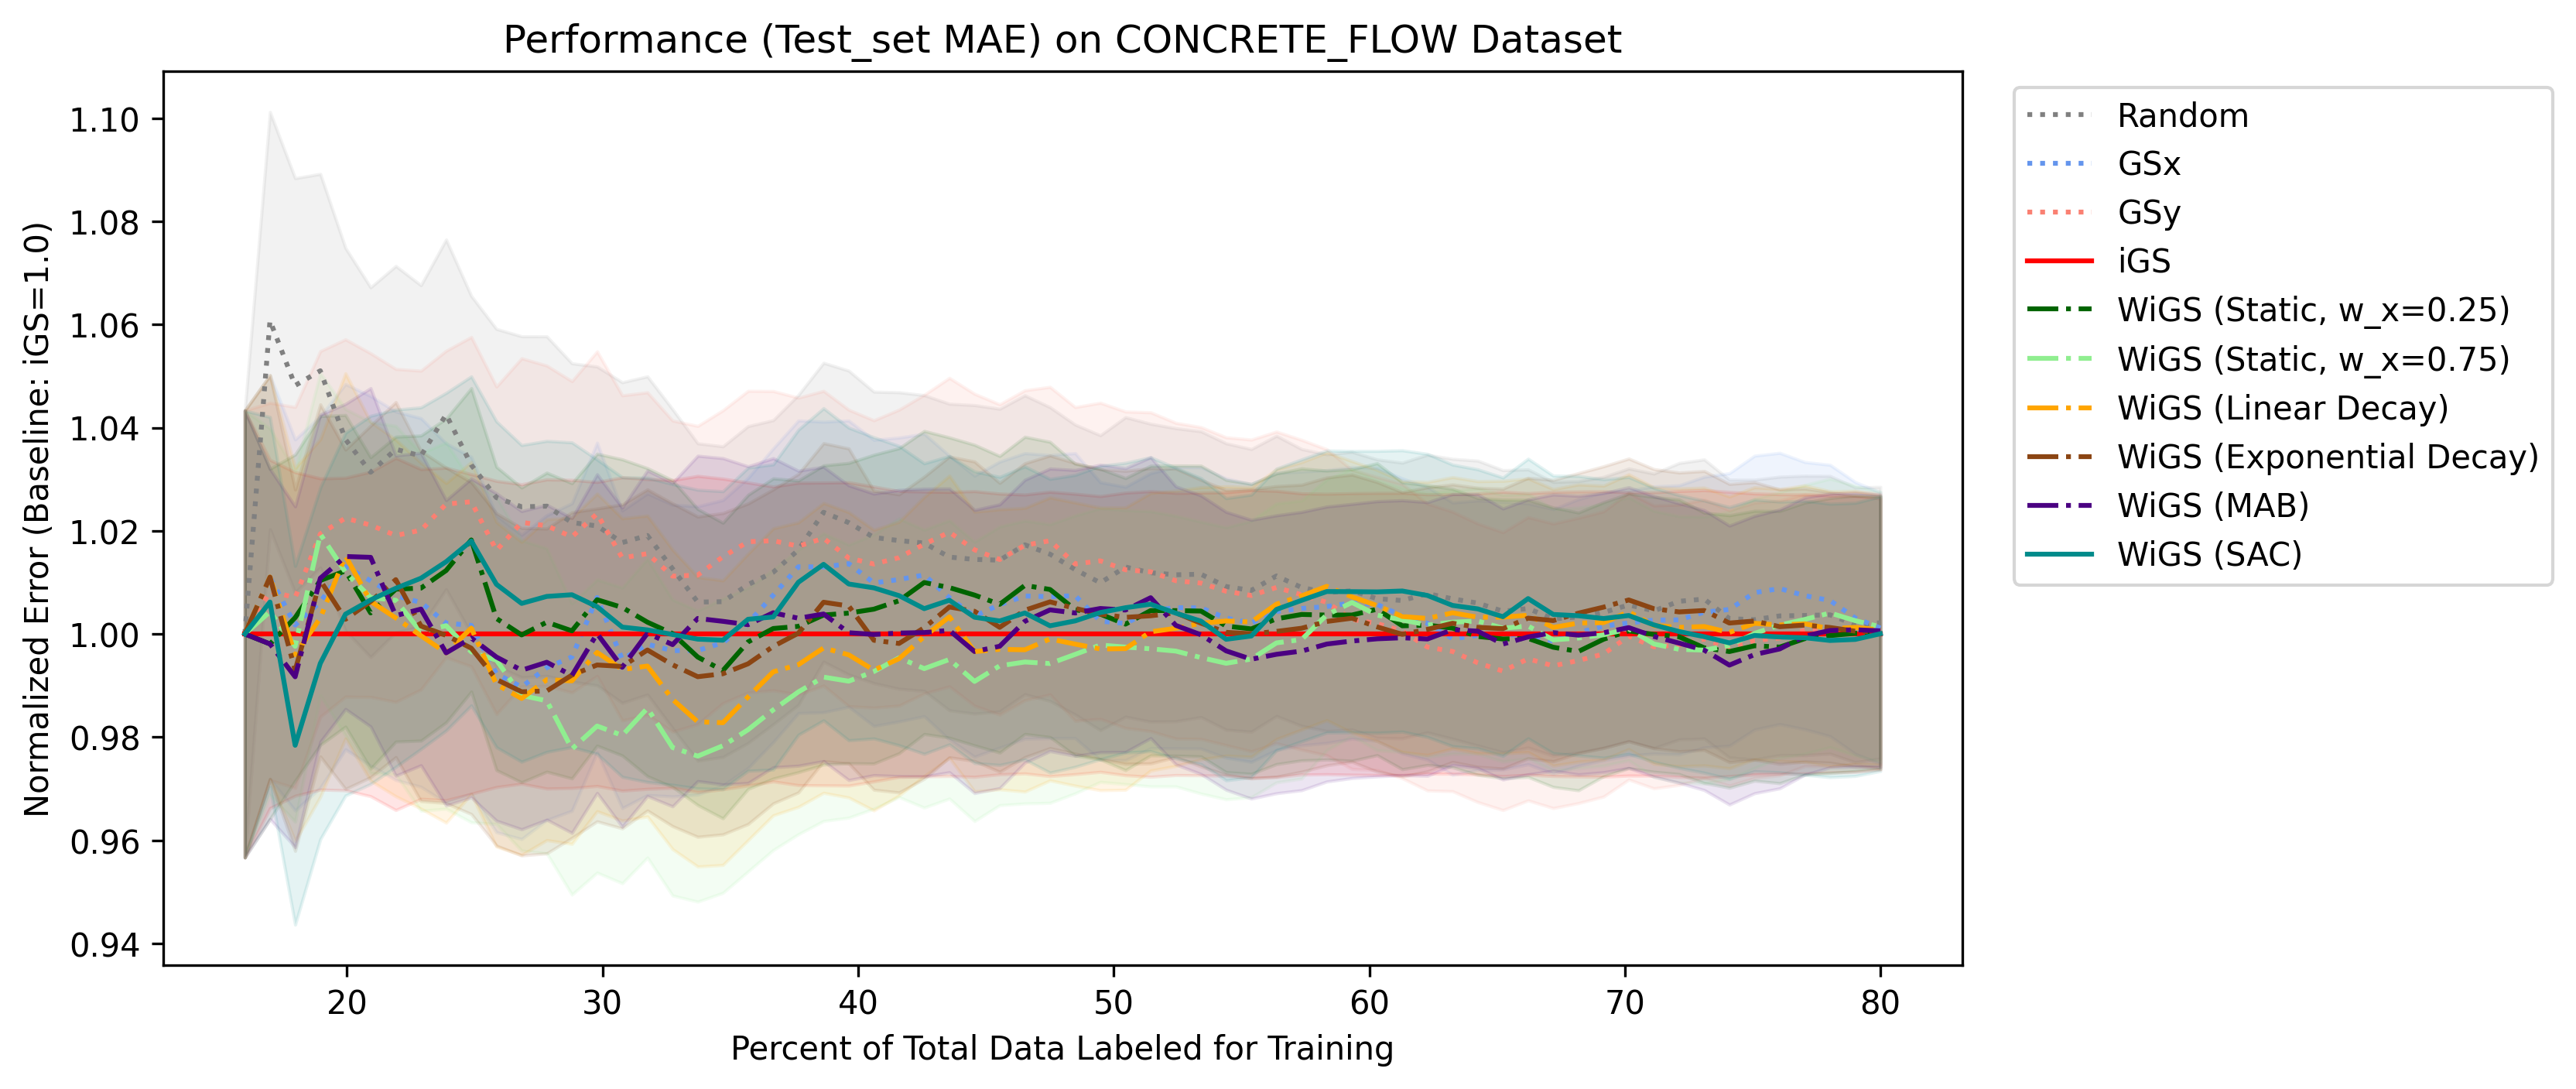 Performance (Test_set MAE) on CONCRETE_FLOW Dataset
Normalized Error (Baseline: iGS=1.0)
1.10
1.08
1.06
1.04
1.02
1.00
0.98
0.96
0.94
20 30 40 50 60 70 80
Percent of Total Data Labeled for Training
Random
GSx
GSy
iGS
WiGS (Static, w_x=0.25)
WiGS (Static, w_x=0.75)
WiGS (Linear Decay)
WiGS (Exponential Decay)
WiGS (MAB)
WiGS (SAC)